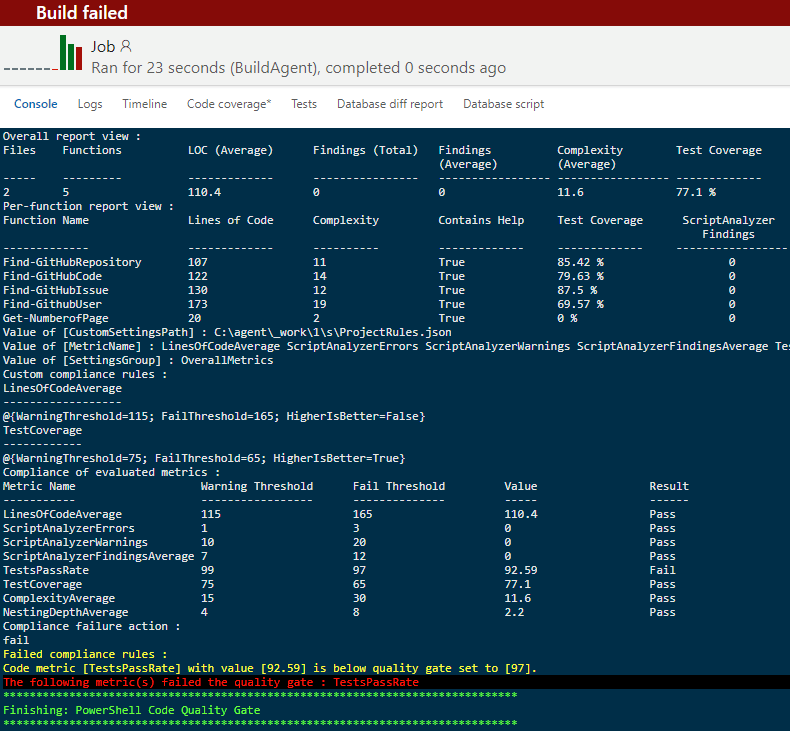 Build failed
Job
Ran for 23 seconds (BuildAgent), completed 0 seconds ago
Console Logs Timeline Code coverage* Tests Database diff report Database script
Overall report view :
Files Functions LOC (Average) Findings (Total) Findings (Average) Complexity (Average) Test Coverage
----- --------- ------------- ---------------- ----------------- ----------------- -------------
2 5 110.4 0 0 11.6 77.1 %
Per-function report view :
Function Name Lines of Code Complexity Contains Help Test Coverage ScriptAnalyzer Findings
------------- ------------- ---------- ------------- ------------- -----------------
Find-GitHubRepository 107 11 True 85.42 % 0
Find-GitHubCode 122 14 True 79.63 % 0
Find-GitHubIssue 130 12 True 87.5 % 0
Find-GithubUser 173 19 True 69.57 % 0
Get-NumberofPage 20 2 True 0 % 0
Value of [CustomSettingsPath] : C:\agent\_work\1\s\ProjectRules.json
Value of [MetricName] : LinesOfCodeAverage ScriptAnalyzerErrors ScriptAnalyzerWarnings ScriptAnalyzerFindingsAverage Tes
Value of [SettingsGroup] : OverallMetrics
Custom compliance rules :
LinesOfCodeAverage
------------------
@{WarningThreshold=115; FailThreshold=165; HigherIsBetter=False}
TestCoverage
------------
@{WarningThreshold=75; FailThreshold=65; HigherIsBetter=True}
Compliance of evaluated metrics :
Metric Name Warning Threshold Fail Threshold Value Result
----------- ----------------- -------------- ----- ------
LinesOfCodeAverage 115 165 110.4 Pass
ScriptAnalyzerErrors 1 3 0 Pass
ScriptAnalyzerWarnings 10 20 0 Pass
ScriptAnalyzerFindingsAverage 7 12 0 Pass
TestsPassRate 99 97 92.59 Fail
TestCoverage 75 65 77.1 Pass
ComplexityAverage 15 30 11.6 Pass
NestingDepthAverage 4 8 2.2 Pass
Compliance failure action :
fail
Failed compliance rules :
Code metric [TestsPassRate] with value [92.59] is below quality gate set to [97].
The following metric(s) failed the quality gate : TestsPassRate
******************************************************************************
Finishing: PowerShell Code Quality Gate
******************************************************************************